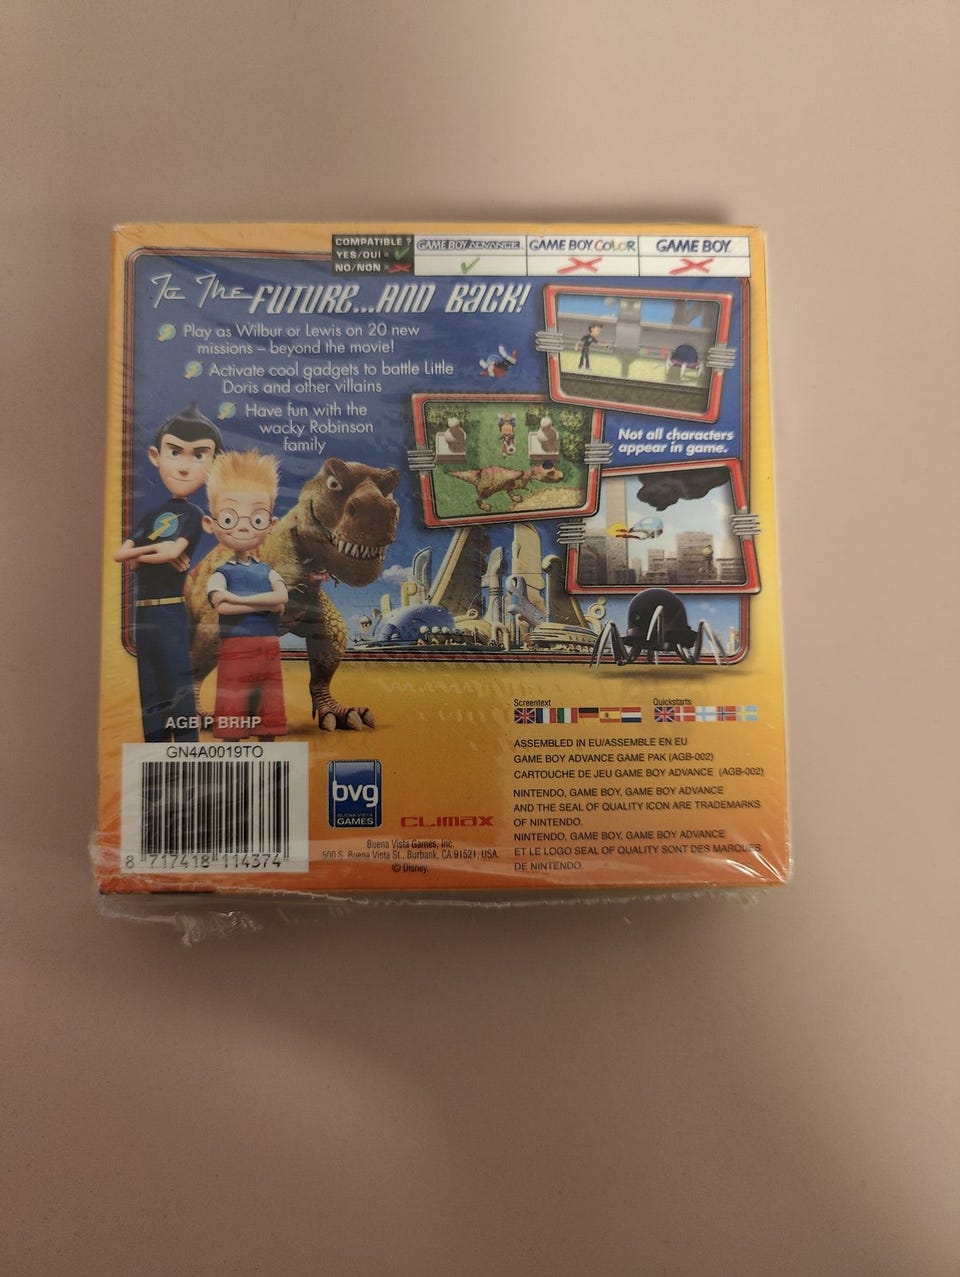 COMPATIBLE ?
YES/OUI =
NO/NON =
GAME BOY ADVANCE
GAME BOY COLOR
GAME BOY
To The FUTURE...AND BACK!
Play as Wilbur or Lewis on 20 new
missions – beyond the movie!
Activate cool gadgets to battle Little
Doris and other villains
Have fun with the
wacky Robinson
family
Not all characters
appear in game.
AGB P BRHP
GN4A0019TO
8 717418 114374
bvg
BUENA VISTA
GAMES
CLIMAX
Buena Vista Games, Inc.
500 S. Buena Vista St., Burbank, CA 91521, USA.
© Disney.
Screentext
Quickstarts
ASSEMBLED IN EU/ASSEMBLE EN EU
GAME BOY ADVANCE GAME PAK (AGB-002)
CARTOUCHE DE JEU GAME BOY ADVANCE (AGB-002)
NINTENDO, GAME BOY, GAME BOY ADVANCE
AND THE SEAL OF QUALITY ICON ARE TRADEMARKS
OF NINTENDO.
NINTENDO, GAME BOY, GAME BOY ADVANCE
ET LE LOGO SEAL OF QUALITY SONT DES MARQUES
DE NINTENDO.